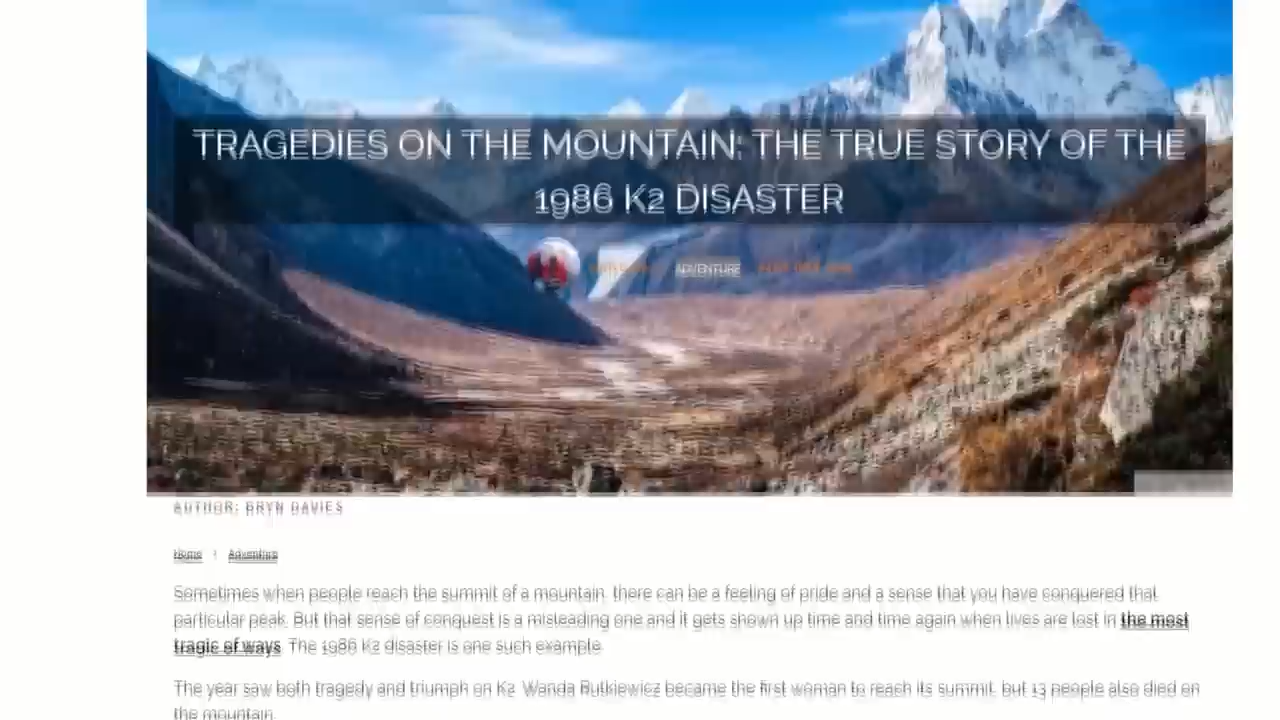 TRAGEDIES ON THE MOUNTAIN: THE TRUE STORY OF THE
1986 K2 DISASTER
ADVENTURE
AUTHOR: BRYN DAVIES
Home
Adventure
Sometimes when people reach the summit of a mountain, there can be a feeling of pride and a sense that you have conquered that
particular peak. But that sense of conquest is a misleading one and it gets shown up time and time again when lives are lost in the most
tragic of ways. The 1986 K2 disaster is one such example.
The year saw both tragedy and triumph on K2. Wanda Rutkiewicz became the first woman to reach its summit, but 13 people also died on
the mountain.